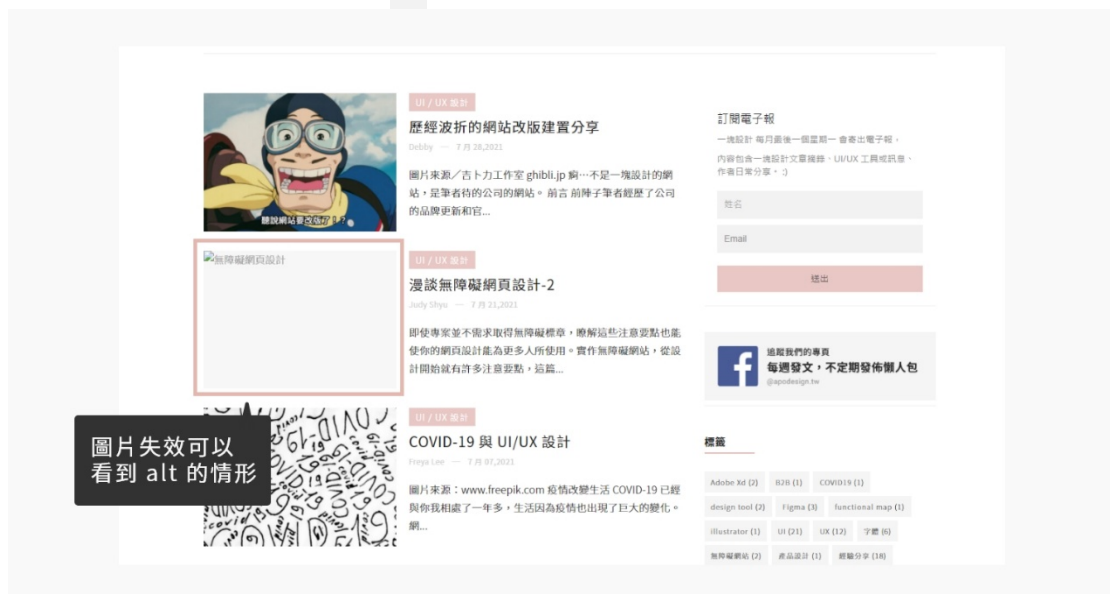 聽說網站要改版了！？
UI / UX 設計
歷經波折的網站改版建置分享
Debby — 7 月 28,2021
圖片來源／吉卜力工作室 ghibli.jp 痾…不足一塊設計的網
站，是筆者待的公司的網站。 前言 前陣子筆者經歷了公司
的品牌更新和官...
無障礙網頁設計
UI / UX 設計
漫談無障礙網頁設計-2
Judy Shyu — 7 月 21,2021
即使專案並不需求取得無障礙標章，瞭解這些注意要點也能
使你的網頁設計能為更多人所使用。實作無障礙網站，從設
計開始就有許多注意要點，這篇...
圖片失效可以
看到 alt 的情形
UI / UX 設計
COVID-19 與 UI/UX 設計
Freya Lee — 7 月 07,2021
圖片來源：www.freepik.com 疫情改變生活 COVID-19 已經
與你我相處了一年多，生活因為疫情也出現了巨大的變化。
網...
訂閱電子報
一塊設計 每月最後一個星期一 會寄出電子報，
內容包含一塊設計文章摘錄、UI/UX 工具或訊息、
作者日常分享。 :)
姓名
Email
送出
追蹤我們的專頁
每週發文，不定期發佈懶人包
@apodesign.tw
標籤
Adobe Xd (2) B2B (1) COVID19 (1)
design tool (2) Figma (3) functional map (1)
illustrator (1) UI (21) UX (12) 字體 (6)
無障礙網站 (2) 產品設計 (1) 經驗分享 (18)